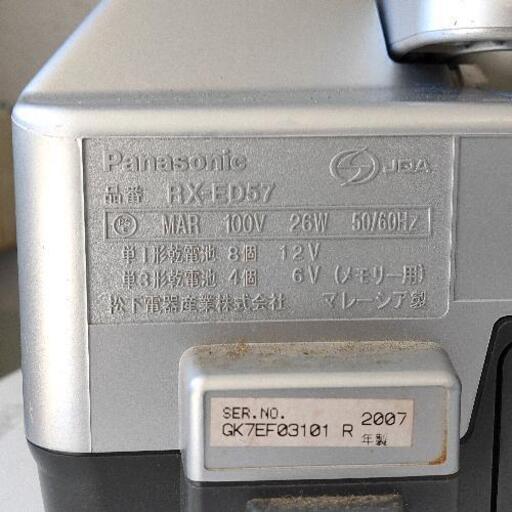 Panasonic
JQA
品番 RX-ED57
MAR 100V 26W 50/60Hz
単1形乾電池 8個 12V
単3形乾電池 4個 6V (メモリー用)
松下電器産業株式会社 マレーシア製
SER.NO.
GK7EF03101 R 2007
年製